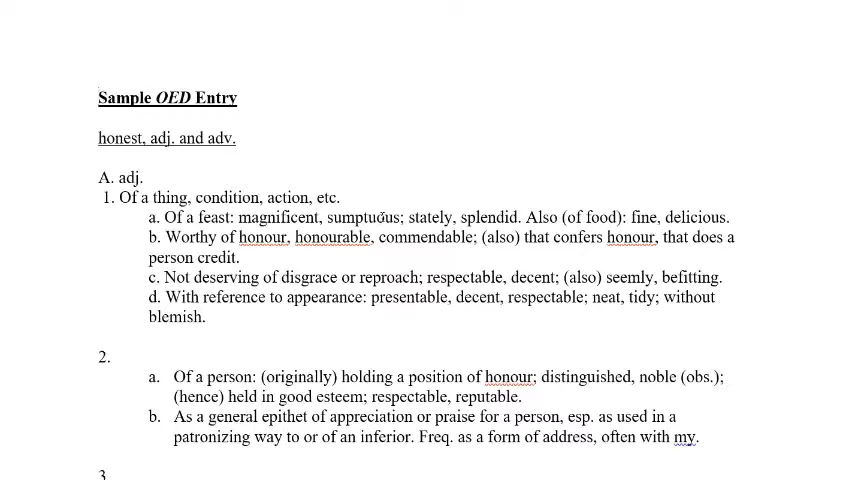 Sample OED Entry
honest, adj. and adv.
A. adj.
1. Of a thing, condition, action, etc.
a. Of a feast: magnificent, sumptuous; stately, splendid. Also (of food): fine, delicious.
b. Worthy of honour, honourable, commendable; (also) that confers honour, that does a
person credit.
c. Not deserving of disgrace or reproach; respectable, decent; (also) seemly, befitting.
d. With reference to appearance: presentable, decent, respectable; neat, tidy; without
blemish.
2.
a. Of a person: (originally) holding a position of honour; distinguished, noble (obs.);
(hence) held in good esteem; respectable, reputable.
b. As a general epithet of appreciation or praise for a person, esp. as used in a
patronizing way to or of an inferior. Freq. as a form of address, often with my.
3